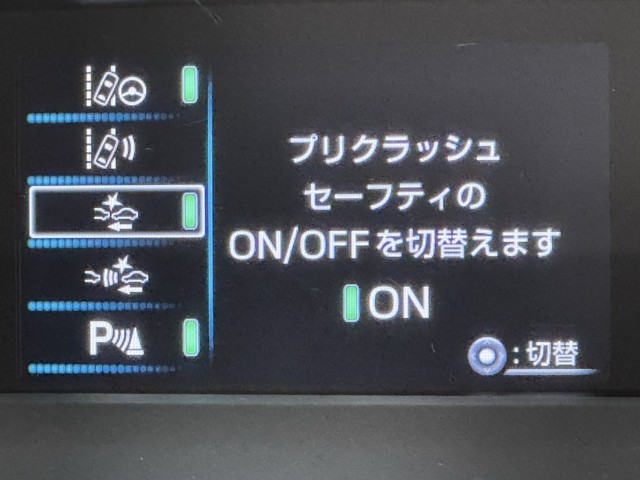 プリクラッシュ
セーフティの
ON/OFFを切替えます
ON
P
:切替